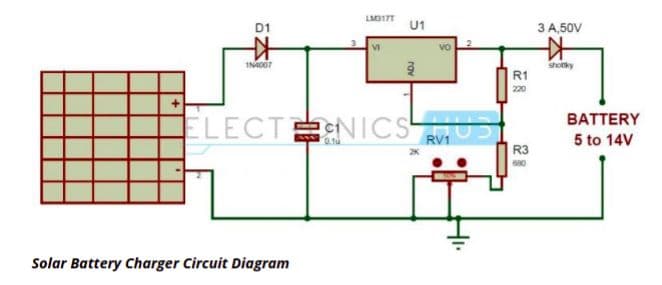 LM317T
D1
U1
3 A,50V
3
VI
VO
2
1N4007
ADJ
shottky
1
R1
220
+
1
ELECTRONICS HUB
C1
0.1u
BATTERY
5 to 14V
RV1
2K
R3
680
50%
-
2
Solar Battery Charger Circuit Diagram